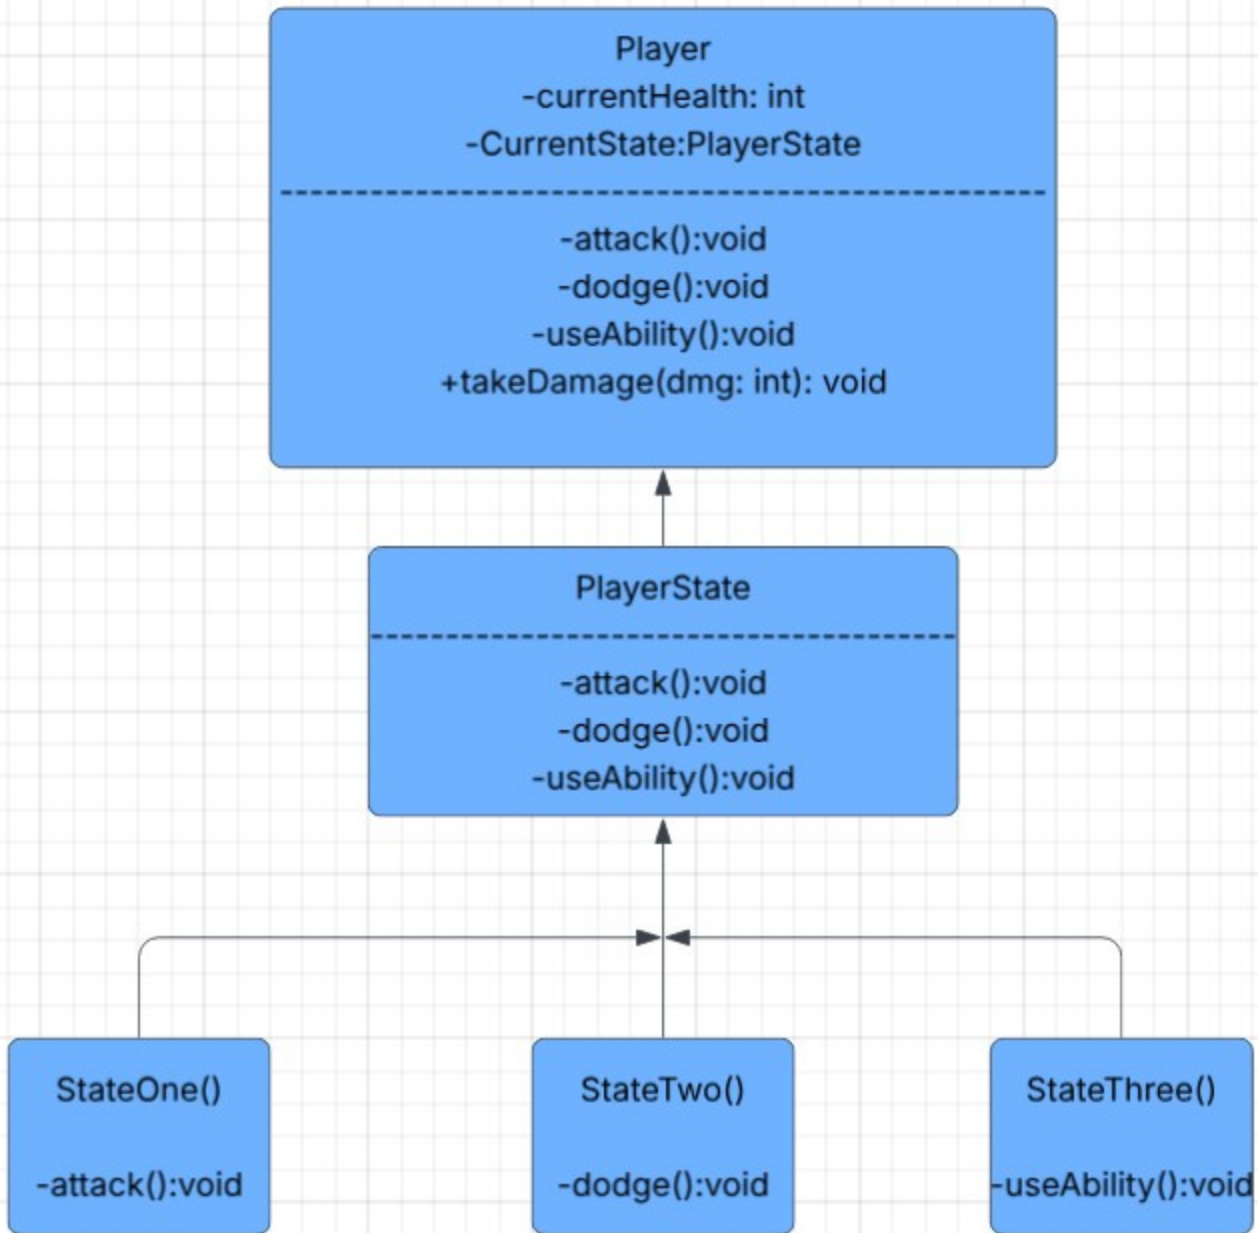 Player
-currentHealth: int
-CurrentState:PlayerState
-attack():void
-dodge():void
-useAbility():void
+takeDamage(dmg: int): void
PlayerState
-attack():void
-dodge():void
-useAbility():void
StateOne()
-attack():void
StateTwo()
-dodge():void
StateThree()
-useAbility():void